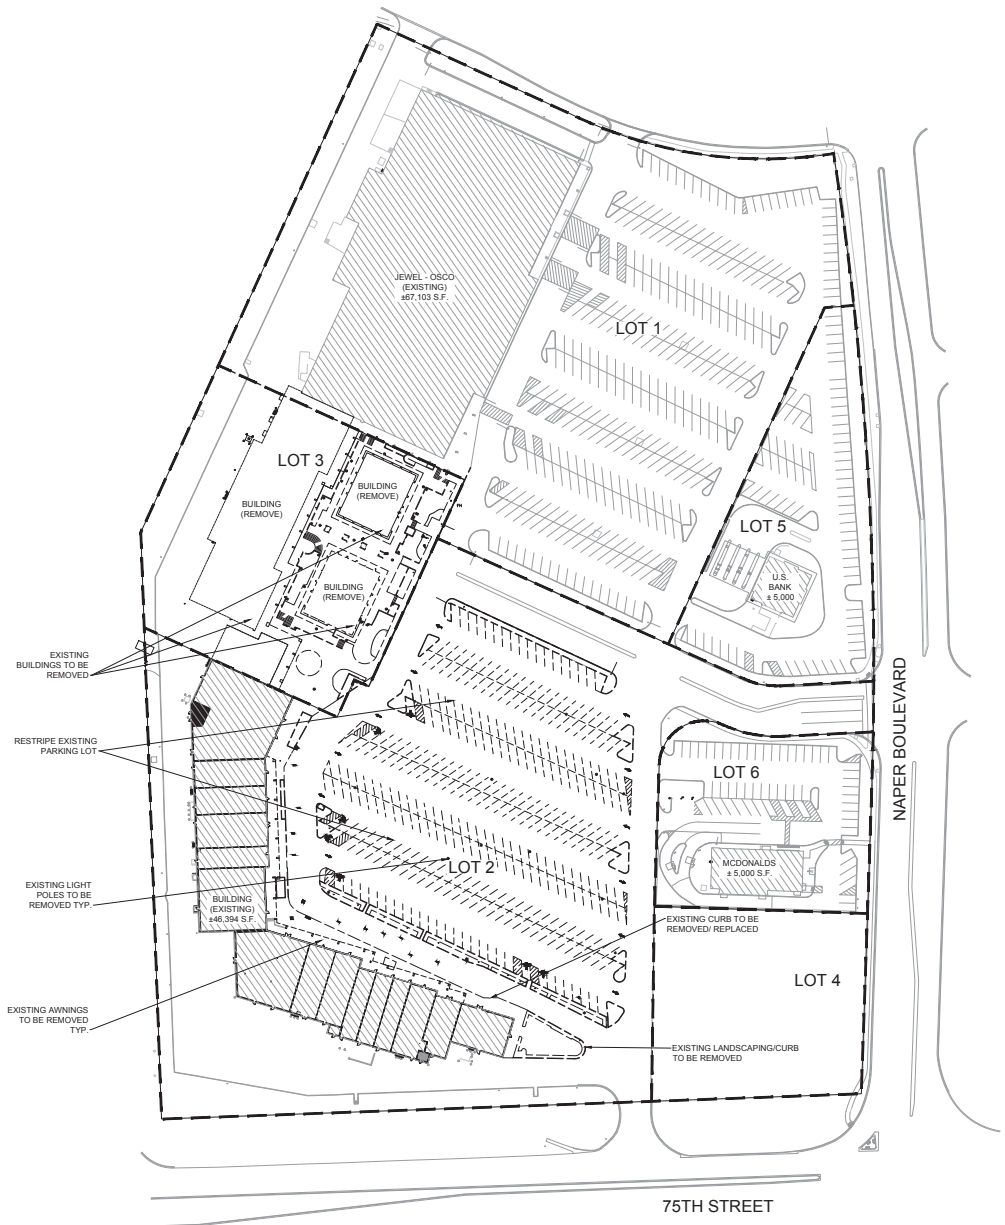 JEWEL - OSCO
(EXISTING)
±67,103 S.F.
LOT 1
LOT 3
BUILDING
(REMOVE)
BUILDING
(REMOVE)
BUILDING
(REMOVE)
LOT 5
U.S.
BANK
± 5,000
EXISTING
BUILDINGS TO BE
REMOVED
NAPER BOULEVARD
RESTRIPE EXISTING
PARKING LOT
LOT 6
MCDONALDS
± 5,000 S.F.
LOT 2
EXISTING LIGHT
POLES TO BE
REMOVED TYP.
BUILDING
(EXISTING)
±46,394 S.F.
EXISTING CURB TO BE
REMOVED/ REPLACED
LOT 4
EXISTING AWNINGS
TO BE REMOVED
TYP.
EXISTING LANDSCAPING/CURB
TO BE REMOVED
75TH STREET